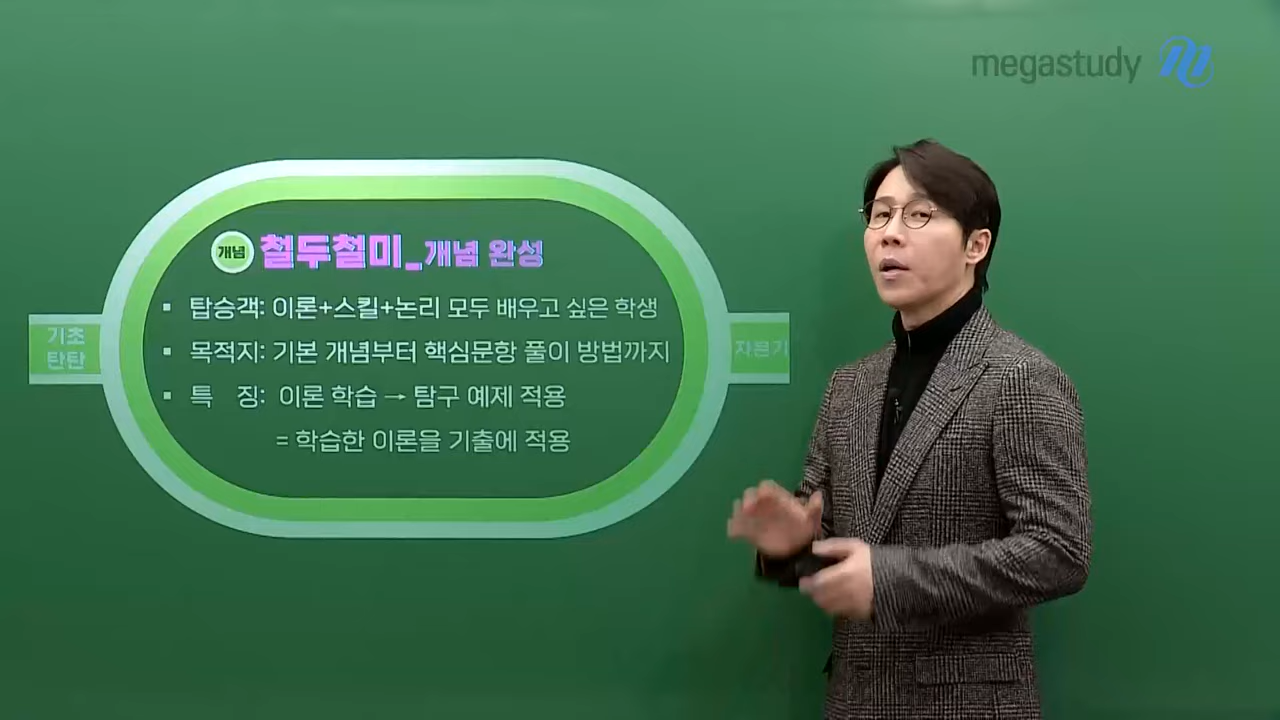 megastudy
개념 철두철미_개념 완성
▪ 탑승객: 이론+스킬+논리 모두 배우고 싶은 학생
▪ 목적지: 기본 개념부터 핵심문항 풀이 방법까지
▪ 특 징: 이론 학습 → 탐구 예제 적용
= 학습한 이론을 기출에 적용
기초
탄탄